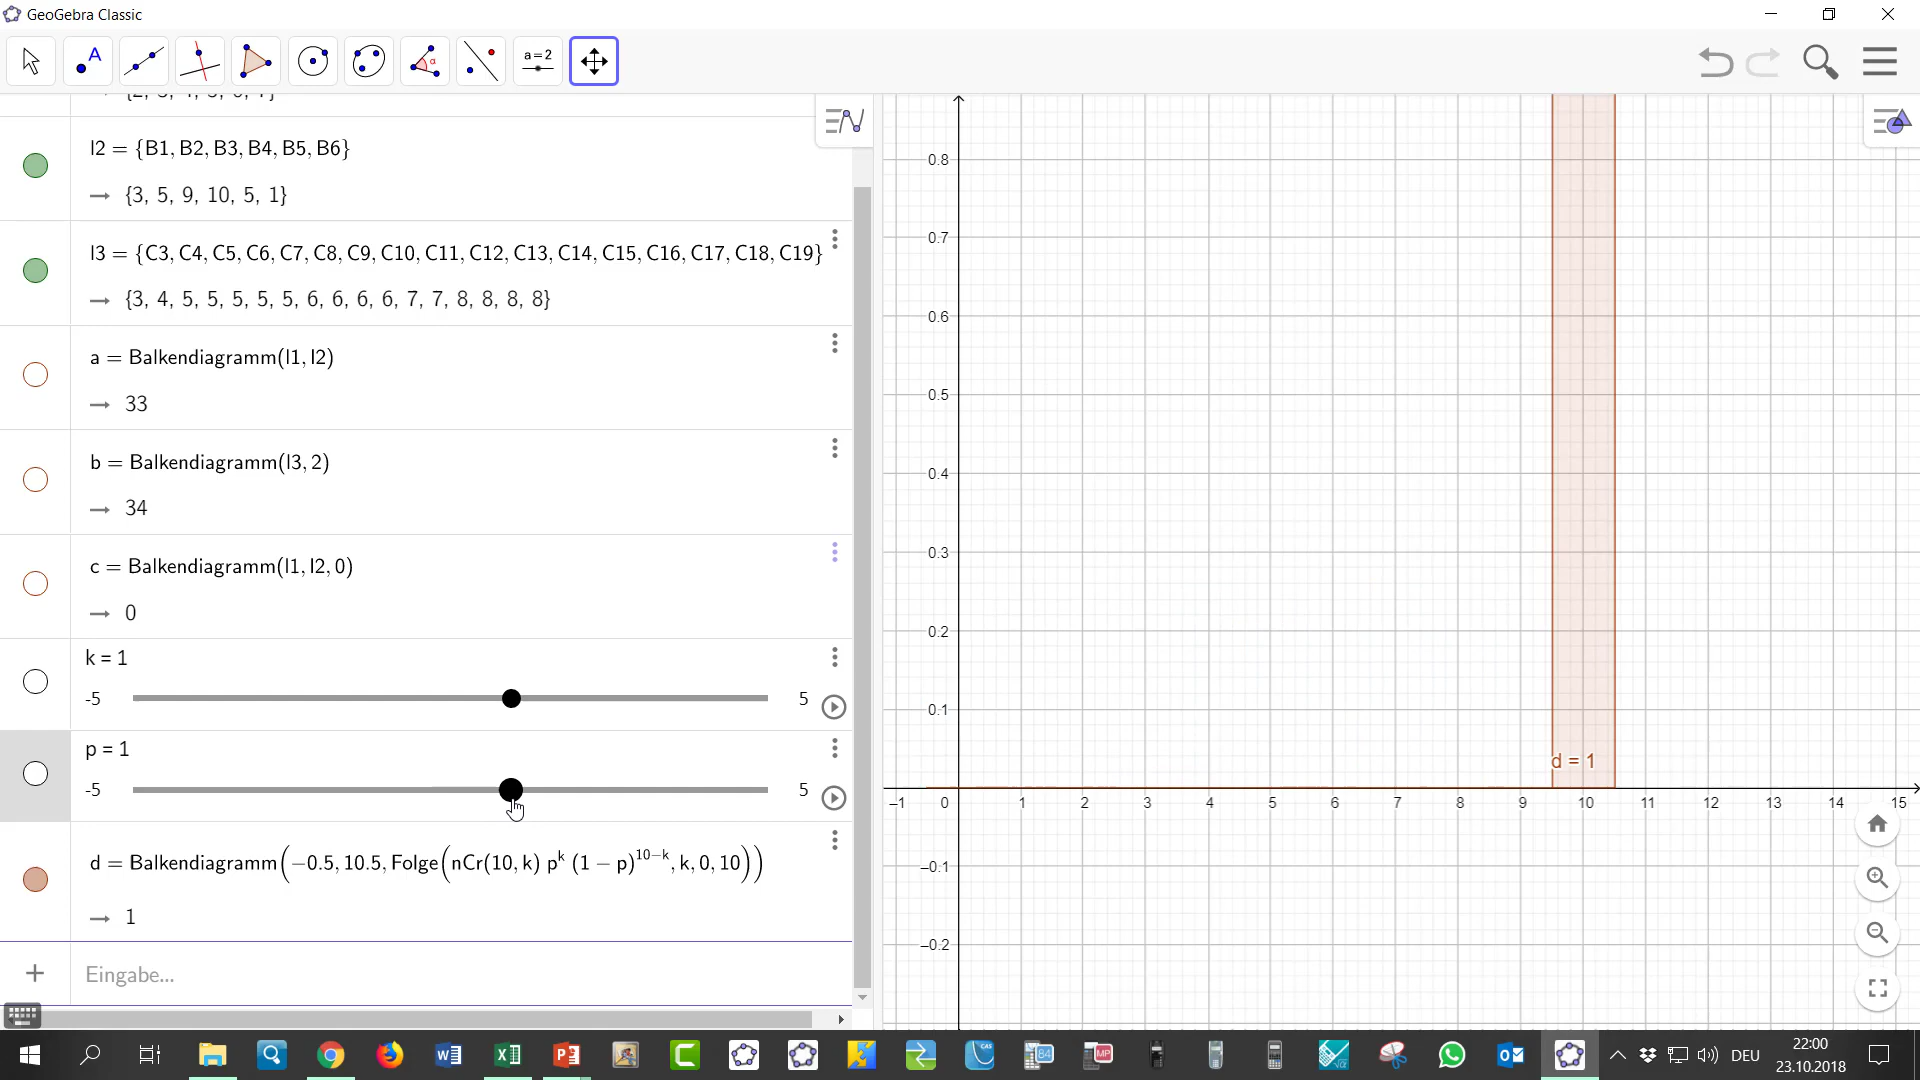 GeoGebra Classic
A
α
a=2
l2 = {B1, B2, B3, B4, B5, B6}
→ {3, 5, 9, 10, 5, 1}
l3 = {C3, C4, C5, C6, C7, C8, C9, C10, C11, C12, C13, C14, C15, C16, C17, C18, C19}
→ {3, 4, 5, 5, 5, 5, 5, 6, 6, 6, 6, 7, 7, 8, 8, 8, 8}
a = Balkendiagramm(l1, l2)
→ 33
b = Balkendiagramm(l3, 2)
→ 34
c = Balkendiagramm(l1, l2, 0)
→ 0
k = 1
-5 5
p = 1
-5 5
d = Balkendiagramm(−0.5, 10.5, Folge(nCr(10, k) p^k (1 − p)^(10−k), k, 0, 10))
→ 1
Eingabe...
0.8
0.7
0.6
0.5
0.4
0.3
0.2
0.1
d = 1
−1 0 1 2 3 4 5 6 7 8 9 10 11 12 13 14 15
−0.1
−0.2
CAS
84
MP
DEU
22:00
23.10.2018